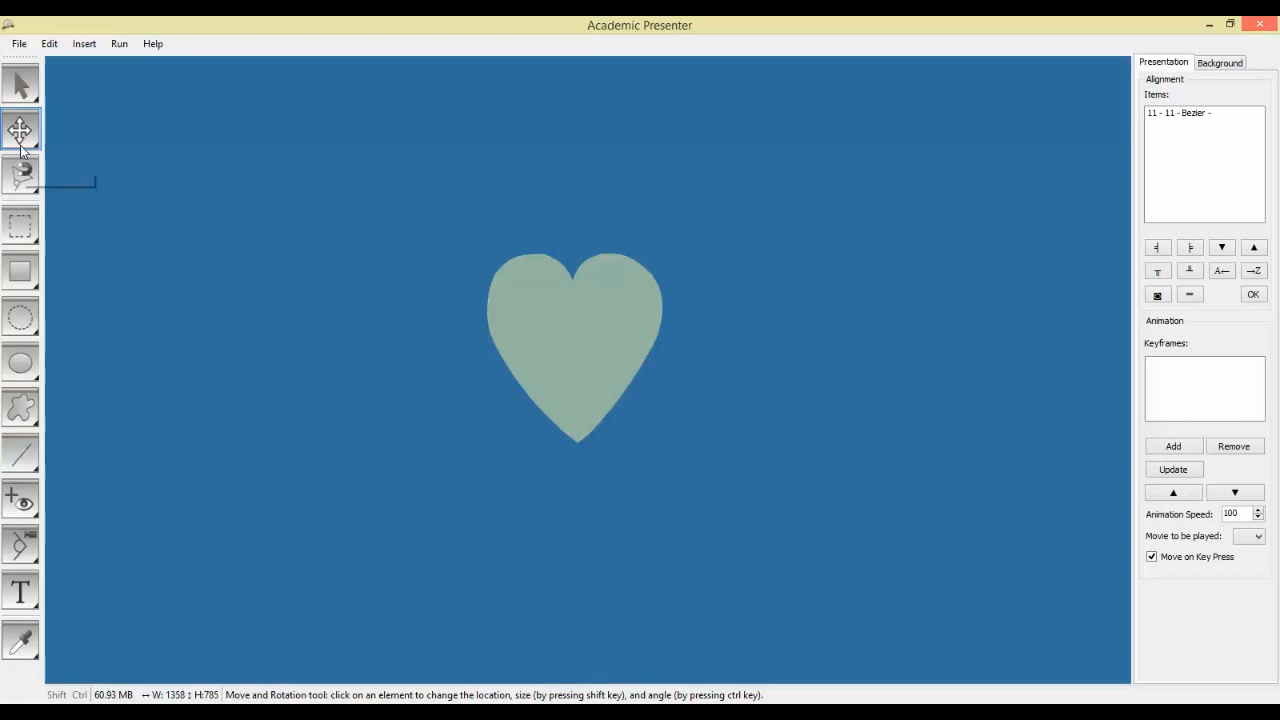 Academic Presenter
File Edit Insert Run Help
Presentation Background
Alignment
Items:
11 - 11 - Bezier -
A← →Z
OK
Animation
Keyframes:
Add Remove
Update
Animation Speed: 100
Movie to be played:
Move on Key Press
T
Shift Ctrl 60.93 MB ↔ W: 1358 ↕ H:785 Move and Rotation tool: click on an element to change the location, size (by pressing shift key), and angle (by pressing ctrl key).